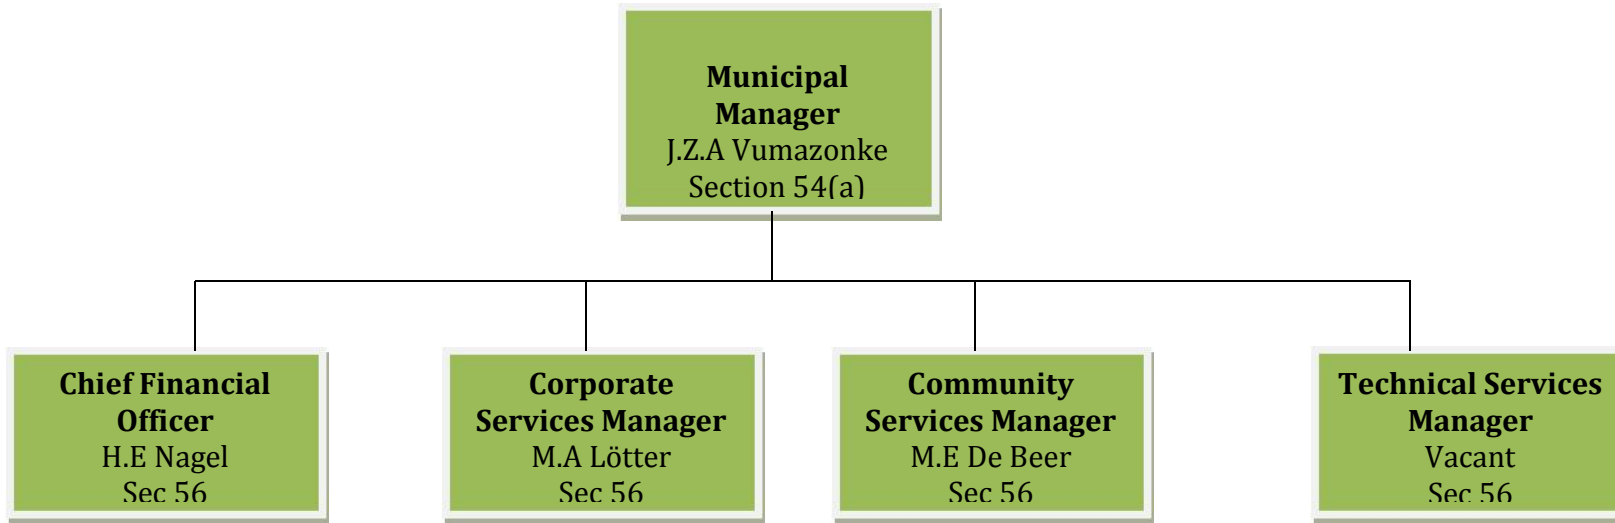 Municipal
Manager
J.Z.A Vumazonke
Section 54(a)
Chief Financial
Officer
H.E Nagel
Sec 56
Corporate
Services Manager
M.A Lötter
Sec 56
Community
Services Manager
M.E De Beer
Sec 56
Technical Services
Manager
Vacant
Sec 56